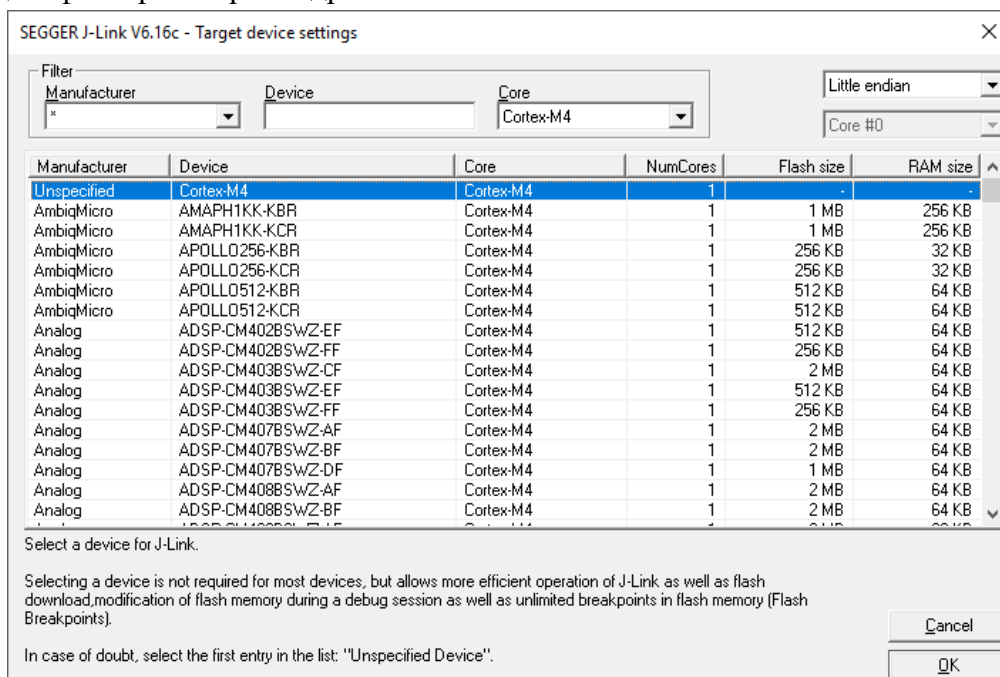 SEGGER J-Link V6.16c - Target device settings
Filter
Manufacturer Device Core
* Cortex-M4
Little endian
Core #0
Manufacturer Device Core NumCores Flash size RAM size
Unspecified Cortex-M4 Cortex-M4 1 - -
AmbiqMicro AMAPH1KK-KBR Cortex-M4 1 1 MB 256 KB
AmbiqMicro AMAPH1KK-KCR Cortex-M4 1 1 MB 256 KB
AmbiqMicro APOLLO256-KBR Cortex-M4 1 256 KB 32 KB
AmbiqMicro APOLLO256-KCR Cortex-M4 1 256 KB 32 KB
AmbiqMicro APOLLO512-KBR Cortex-M4 1 512 KB 64 KB
AmbiqMicro APOLLO512-KCR Cortex-M4 1 512 KB 64 KB
Analog ADSP-CM402BSWZ-EF Cortex-M4 1 512 KB 64 KB
Analog ADSP-CM402BSWZ-FF Cortex-M4 1 256 KB 64 KB
Analog ADSP-CM403BSWZ-CF Cortex-M4 1 2 MB 64 KB
Analog ADSP-CM403BSWZ-EF Cortex-M4 1 512 KB 64 KB
Analog ADSP-CM403BSWZ-FF Cortex-M4 1 256 KB 64 KB
Analog ADSP-CM407BSWZ-AF Cortex-M4 1 2 MB 64 KB
Analog ADSP-CM407BSWZ-BF Cortex-M4 1 2 MB 64 KB
Analog ADSP-CM407BSWZ-DF Cortex-M4 1 1 MB 64 KB
Analog ADSP-CM408BSWZ-AF Cortex-M4 1 2 MB 64 KB
Analog ADSP-CM408BSWZ-BF Cortex-M4 1 2 MB 64 KB
Select a device for J-Link.
Selecting a device is not required for most devices, but allows more efficient operation of J-Link as well as flash
download,modification of flash memory during a debug session as well as unlimited breakpoints in flash memory (Flash
Breakpoints).
In case of doubt, select the first entry in the list: "Unspecified Device".
Cancel
OK